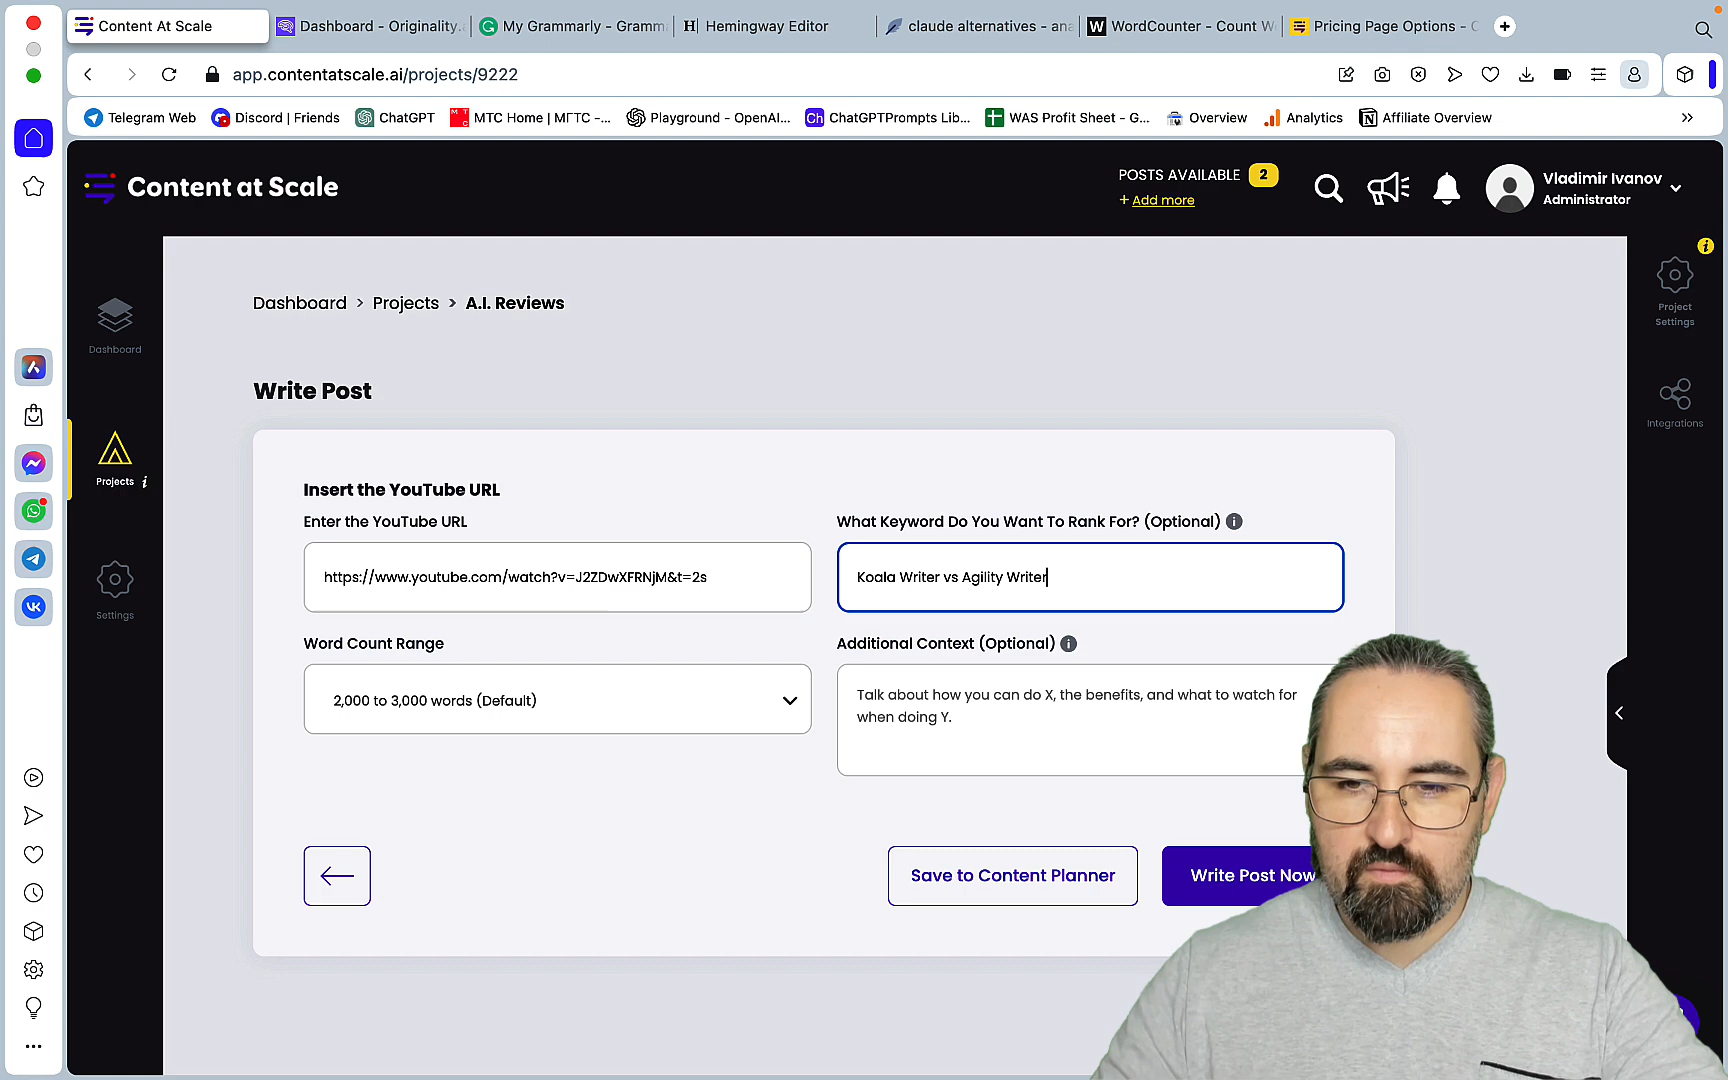 Content At Scale
Dashboard - Originality.
My Grammarly - Gramm
Hemingway Editor
claude alternatives - ana
WordCounter - Count W
Pricing Page Options - C
app.contentatscale.ai/projects/9222
Telegram Web
Discord | Friends
ChatGPT
МТС Home | МГТС -...
Playground - OpenAI...
ChatGPTPrompts Lib...
WAS Profit Sheet - G...
Overview
Analytics
Affiliate Overview
Content at Scale
POSTS AVAILABLE 2
+ Add more
Vladimir Ivanov
Administrator
Dashboard > Projects > A.I. Reviews
Dashboard
Projects
Settings
Project
Settings
Integrations
Write Post
Insert the YouTube URL
Enter the YouTube URL
https://www.youtube.com/watch?v=J2ZDwXFRNjM&t=2s
What Keyword Do You Want To Rank For? (Optional)
Koala Writer vs Agility Writer
Word Count Range
2,000 to 3,000 words (Default)
Additional Context (Optional)
Talk about how you can do X, the benefits, and what to watch for
when doing Y.
Save to Content Planner
Write Post Now